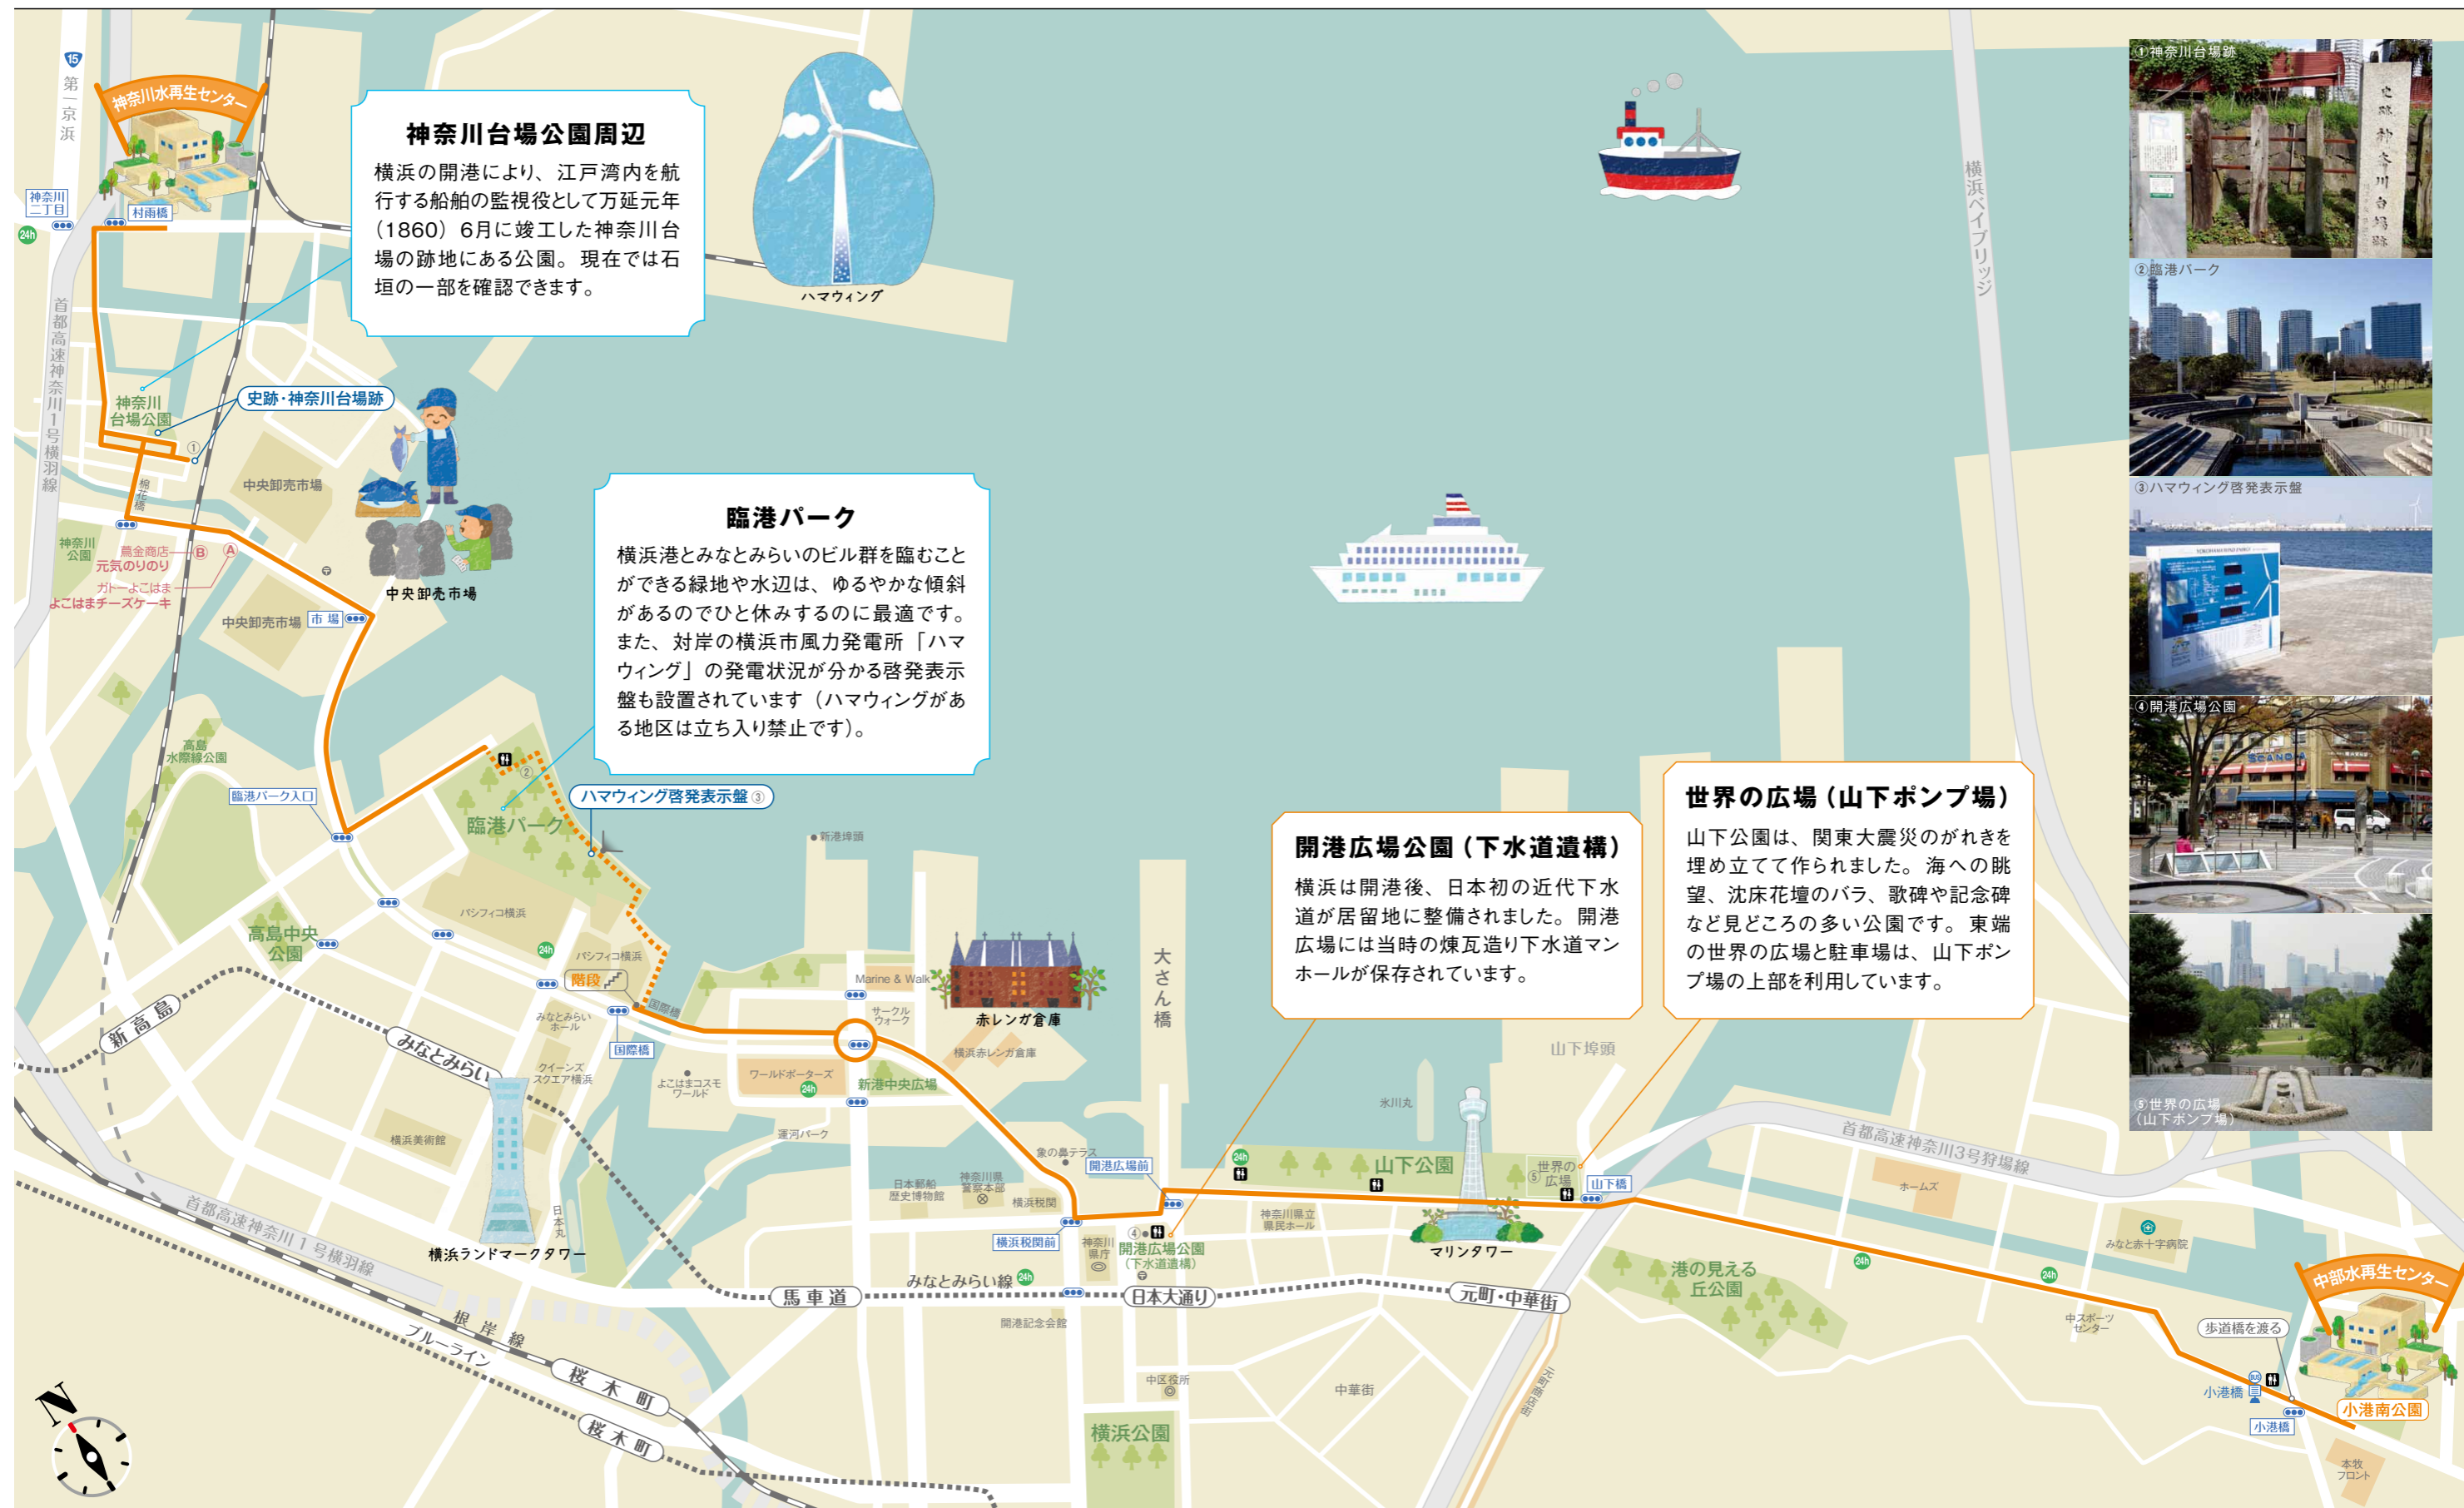 15
第一京浜
神奈川水再生センター
神奈川
二丁目
24h
村雨橋
首都高速神奈川1号横羽線
神奈川台場公園周辺
横浜の開港により、江戸湾内を航
行する船舶の監視役として万延元年
（1860）6月に竣工した神奈川台
場の跡地にある公園。現在では石
垣の一部を確認できます。
ハマウィング
横浜ベイブリッジ
①神奈川台場跡
史跡 神奈川台場跡
②臨港パーク
③ハマウィング啓発表示盤
④開港広場公園
SCANDIA
⑤世界の広場
（山下ポンプ場）
神奈川
台場公園
史跡・神奈川台場跡
①
綿花橋
中央卸売市場
神奈川
公園
蔦金商店
B
A
元気のりのり
ガトーよこはま
よこはまチーズケーキ
中央卸売市場
中央卸売市場
市場
臨港パーク
横浜港とみなとみらいのビル群を臨むこと
ができる緑地や水辺は、ゆるやかな傾斜
があるのでひと休みするのに最適です。
また、対岸の横浜市風力発電所「ハマ
ウィング」の発電状況が分かる啓発表示
盤も設置されています（ハマウィングがあ
る地区は立ち入り禁止です）。
高島
水際線公園
臨港パーク入口
②
臨港パーク
ハマウィング啓発表示盤③
新港埠頭
パシフィコ横浜
高島中央
公園
24h
パシフィコ横浜
階段
国際橋
みなとみらい
ホール
国際橋
新高島
みなとみらい
クイーンズ
スクエア横浜
よこはまコスモ
ワールド
ワールドポーターズ
24h
Marine & Walk
サークル
ウォーク
赤レンガ倉庫
横浜赤レンガ倉庫
新港中央広場
大さん橋
開港広場公園（下水道遺構）
横浜は開港後、日本初の近代下水
道が居留地に整備されました。開港
広場には当時の煉瓦造り下水道マン
ホールが保存されています。
世界の広場（山下ポンプ場）
山下公園は、関東大震災のがれきを
埋め立てて作られました。海への眺
望、沈床花壇のバラ、歌碑や記念碑
など見どころの多い公園です。東端
の世界の広場と駐車場は、山下ポン
プ場の上部を利用しています。
山下埠頭
氷川丸
横浜美術館
運河パーク
象の鼻テラス
開港広場前
日本郵船
歴史博物館
神奈川県
警察本部
横浜税関
横浜税関前
神奈川
県庁
④
開港広場公園
（下水道遺構）
24h
山下公園
神奈川県立
県民ホール
マリンタワー
⑤
世界の
広場
山下橋
首都高速神奈川3号狩場線
ホームズ
みなと赤十字病院
24h
24h
港の見える
丘公園
中部水再生センター
中スポーツ
センター
歩道橋を渡る
BUS
小港橋
小港橋
小港南公園
本牧
フロント
日本丸
横浜ランドマークタワー
首都高速神奈川1号横羽線
みなとみらい線
24h
馬車道
日本大通り
元町・中華街
開港記念会館
根岸線
ブルーライン
桜木町
桜木町
中区役所
横浜公園
中華街
元町商店街
N